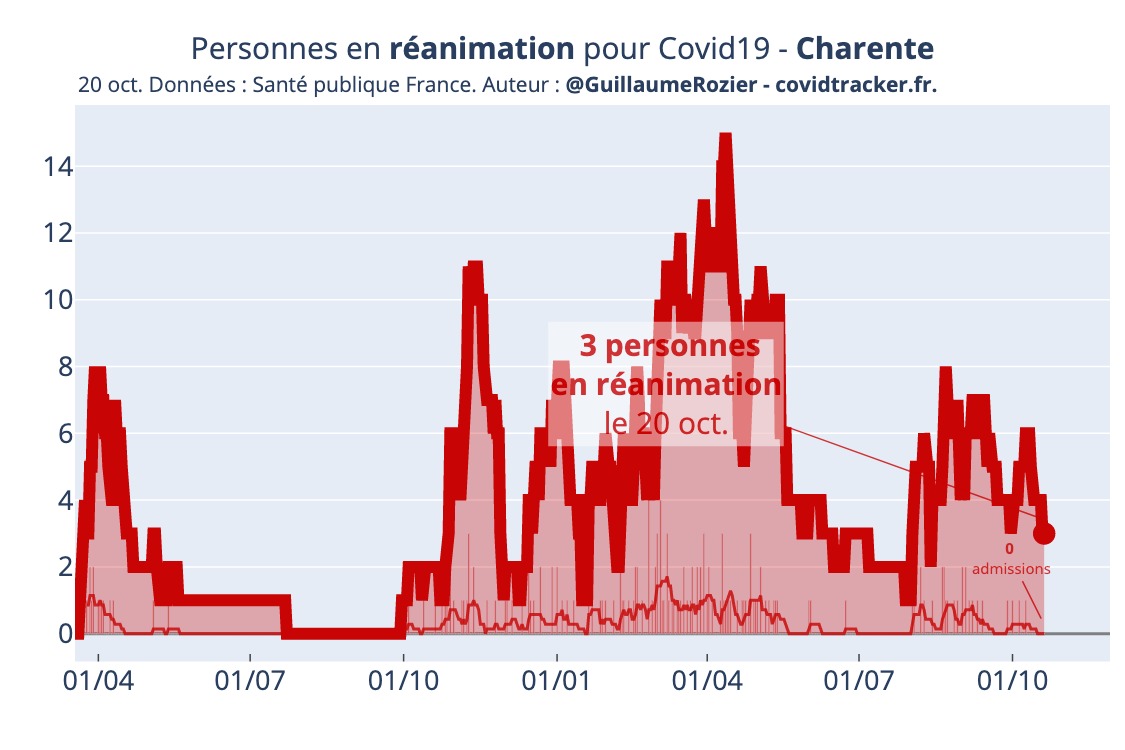 Personnes en réanimation pour Covid19 - Charente
20 oct. Données : Santé publique France. Auteur : @GuillaumeRozier - covidtracker.fr.
14
12
10
8
6
4
2
0
3 personnes
en réanimation
le 20 oct.
0
admissions
01/04
01/07
01/10
01/01
01/04
01/07
01/10